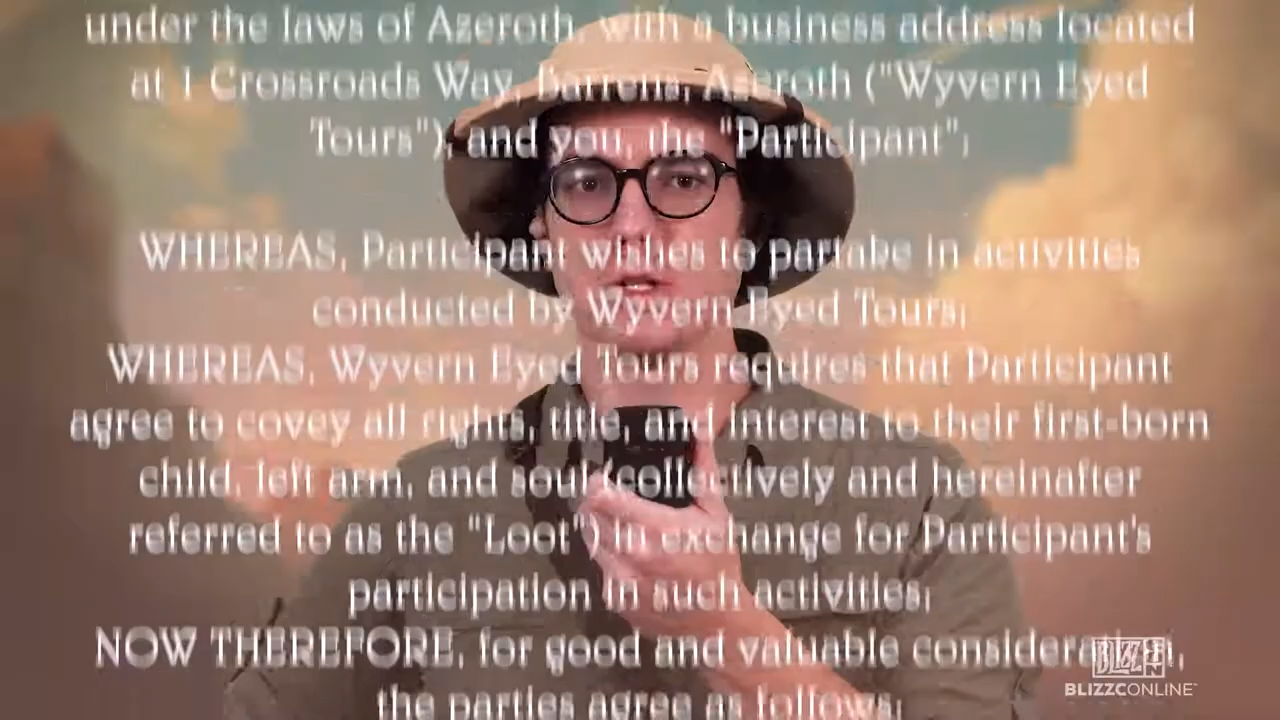 under the laws of Azeroth, with a business address located
at 1 Crossroads Way, Barrens, Azeroth ("Wyvern Eyed
Tours"), and you, the "Participant";
WHEREAS, Participant wishes to partake in activities
conducted by Wyvern Eyed Tours;
WHEREAS, Wyvern Eyed Tours requires that Participant
agree to covey all rights, title, and interest to their first-born
child, left arm, and soul (collectively and hereinafter
referred to as the "Loot") in exchange for Participant's
participation in such activities;
NOW THEREFORE, for good and valuable consideration,
the parties agree as follows:
BLIZZCONLINE™